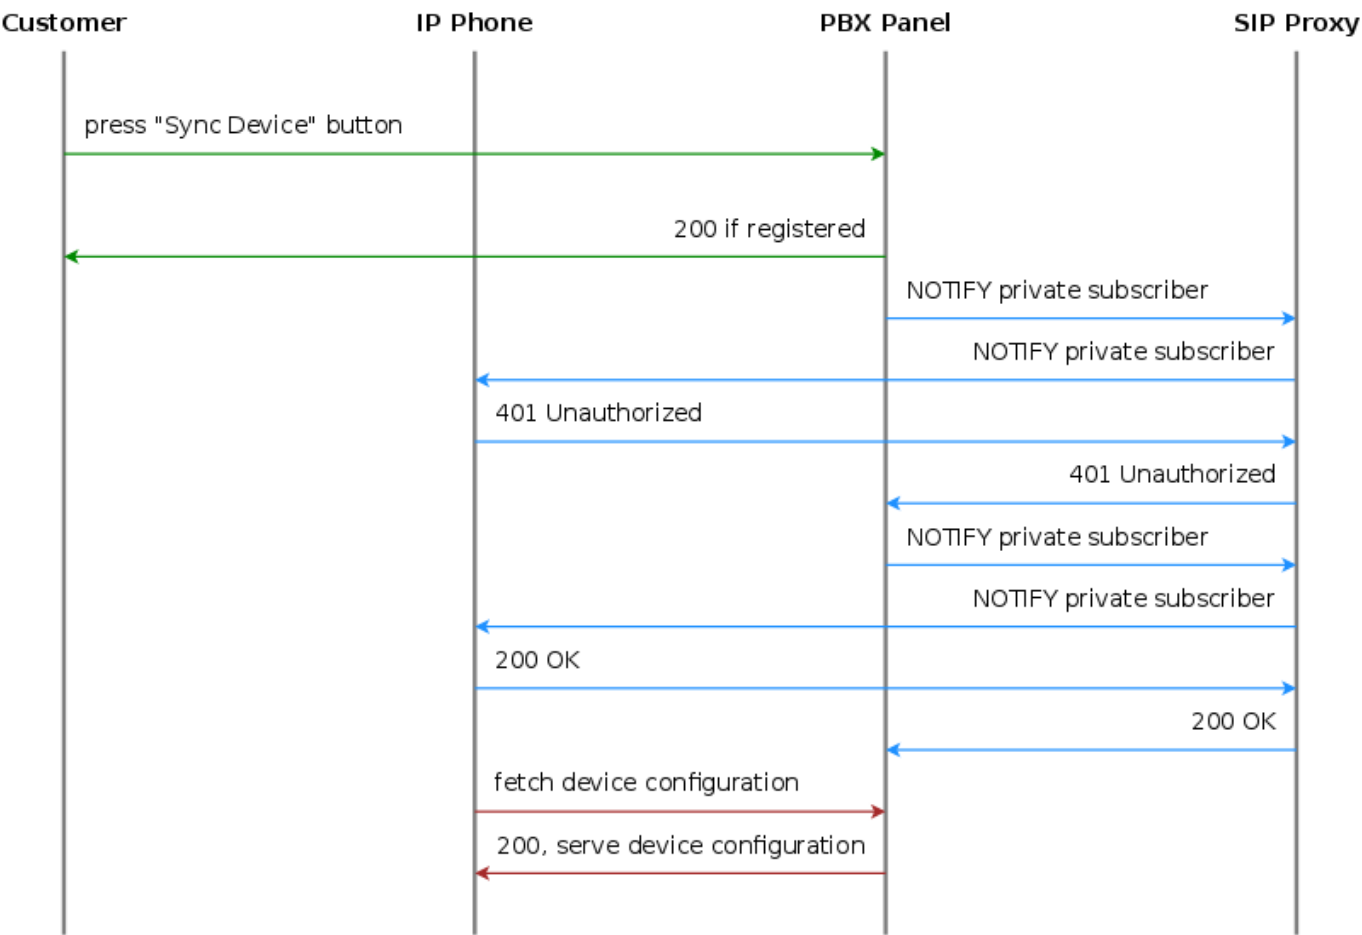 Customer IP Phone PBX Panel SIP Proxy
press "Sync Device" button
200 if registered
NOTIFY private subscriber
NOTIFY private subscriber
401 Unauthorized
401 Unauthorized
NOTIFY private subscriber
NOTIFY private subscriber
200 OK
200 OK
fetch device configuration
200, serve device configuration